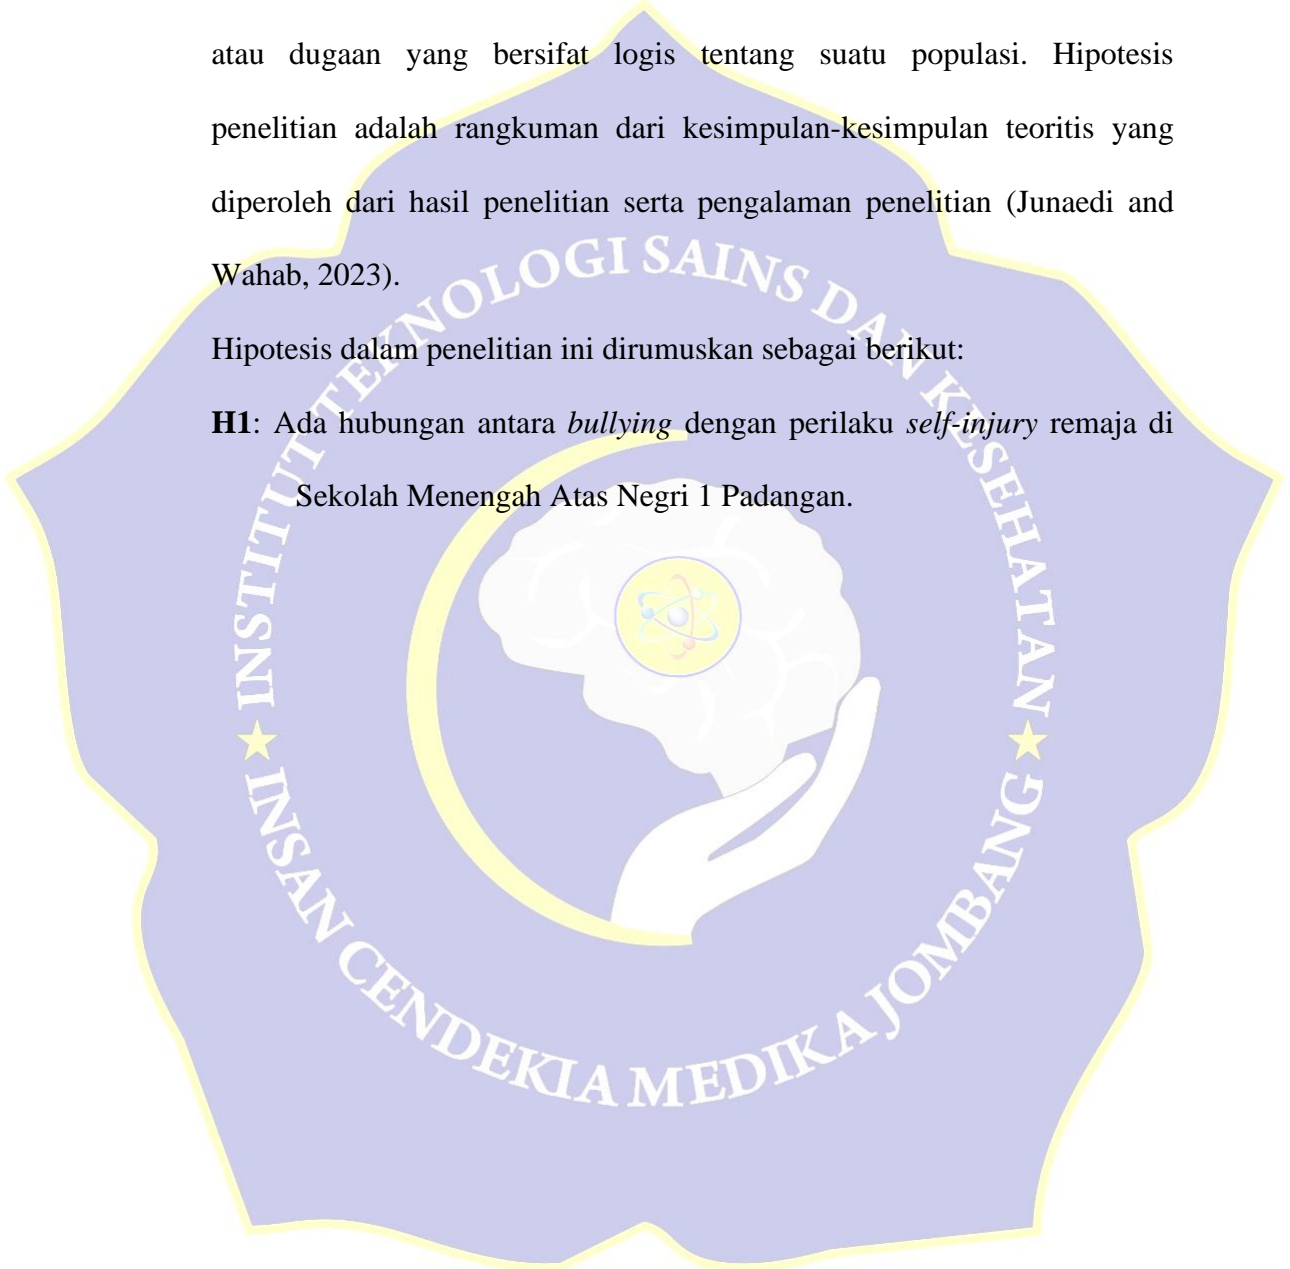 atau dugaan yang bersifat logis tentang suatu populasi. Hipotesis
penelitian adalah rangkuman dari kesimpulan-kesimpulan teoritis yang
diperoleh dari hasil penelitian serta pengalaman penelitian (Junaedi and
Wahab, 2023).
Hipotesis dalam penelitian ini dirumuskan sebagai berikut:
H1: Ada hubungan antara bullying dengan perilaku self-injury remaja di
Sekolah Menengah Atas Negri 1 Padangan.
INSTITUT TEKNOLOGI SAINS DAN KESEHATAN
INSAN CENDEKIA MEDIKA JOMBANG